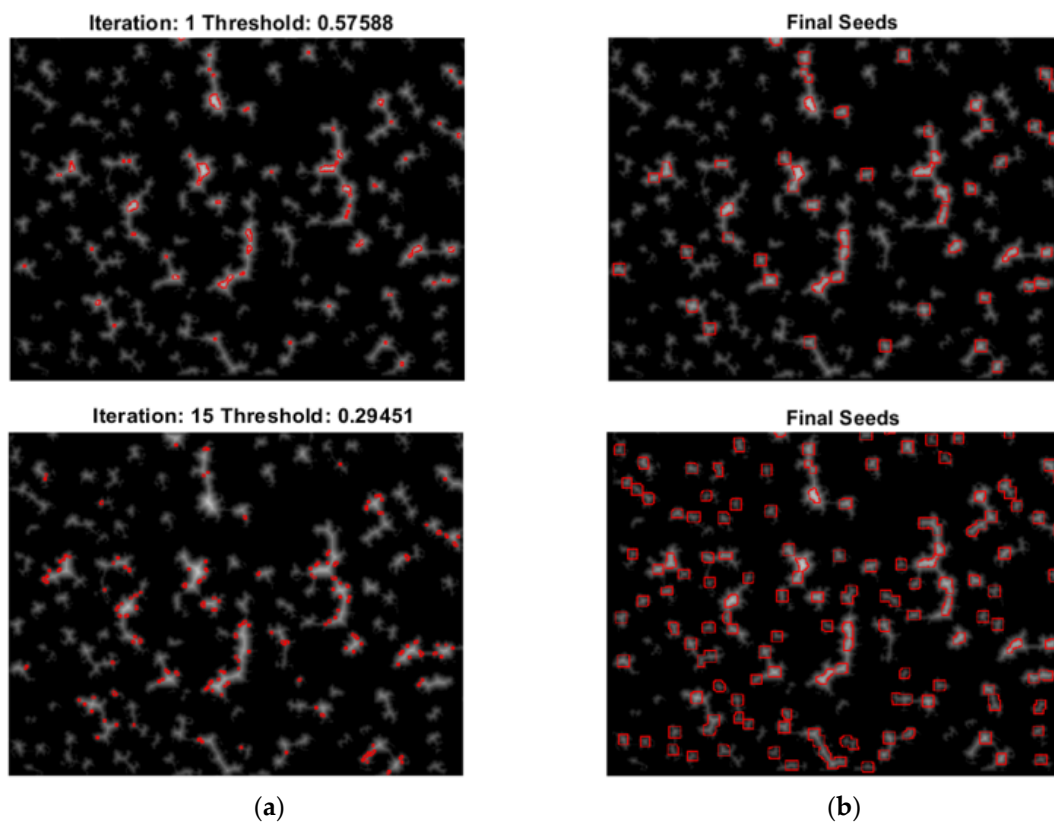 Iteration: 1 Threshold: 0.57588
Final Seeds
Iteration: 15 Threshold: 0.29451
Final Seeds
(a)
(b)